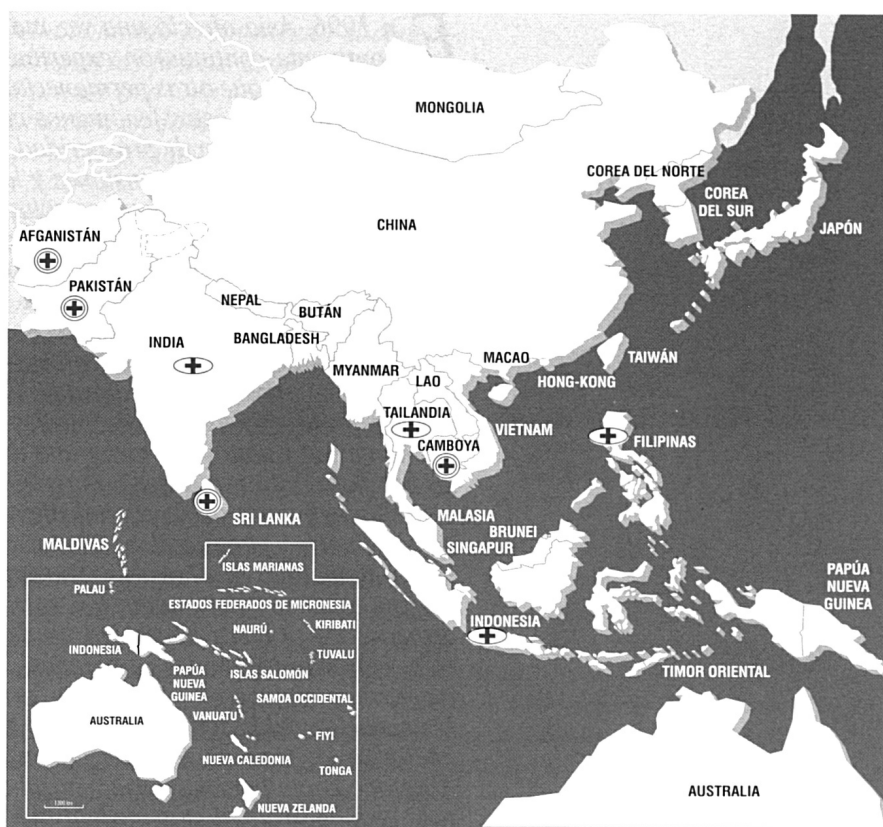 MONGOLIA
COREA DEL NORTE
COREA
DEL SUR
JAPÓN
CHINA
AFGANISTÁN
PAKISTÁN
NEPAL
BUTÁN
INDIA
BANGLADESH
MYANMAR
LAO
MACAO
HONG-KONG
TAIWÁN
TAILANDIA
VIETNAM
CAMBOYA
FILIPINAS
SRI LANKA
MALASIA
BRUNEI
SINGAPUR
MALDIVAS
INDONESIA
PAPÚA
NUEVA
GUINEA
TIMOR ORIENTAL
AUSTRALIA
ISLAS MARIANAS
PALAU
ESTADOS FEDERADOS DE MICRONESIA
NAURÚ
KIRIBATI
INDONESIA
TUVALU
ISLAS SALOMÓN
PAPÚA
NUEVA
GUINEA
SAMOA OCCIDENTAL
VANUATU
AUSTRALIA
FIYI
NUEVA CALEDONIA
TONGA
NUEVA ZELANDA